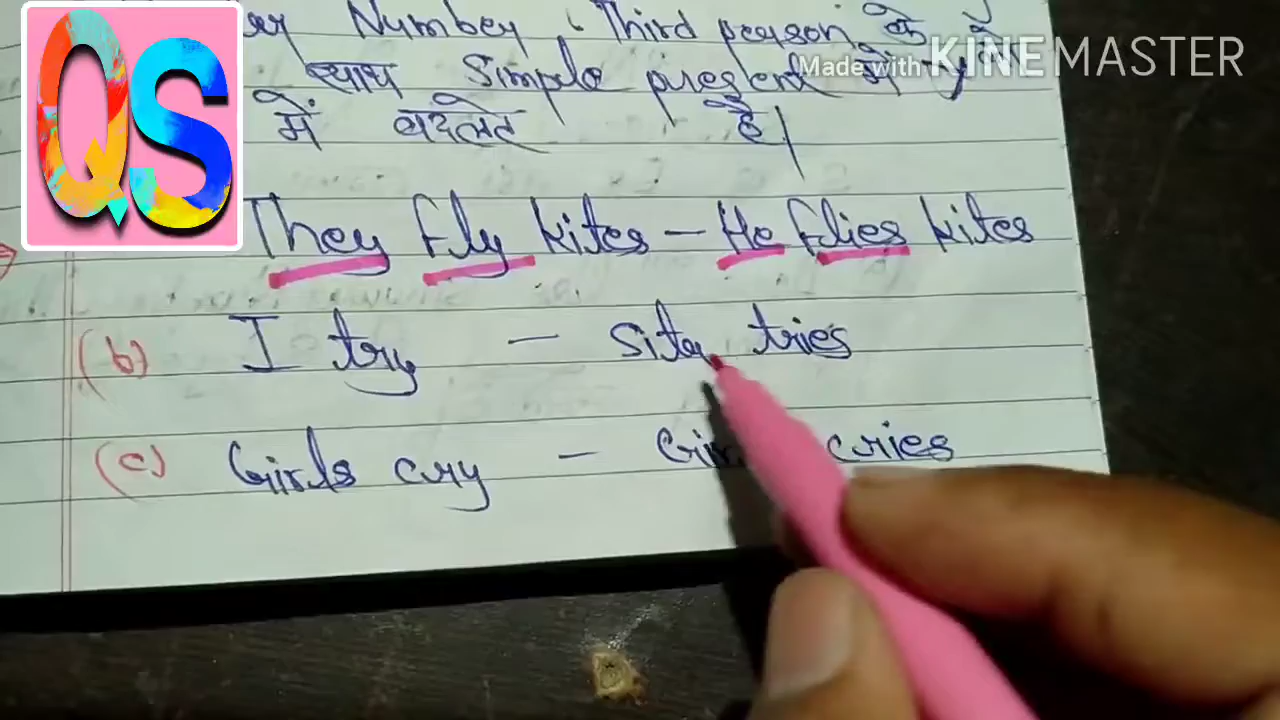 QS
Number, Third person के
Made with KINEMASTER
साथ Simple present में y को
में बदलते है।
They fly kites - He flies kites
(b) I try - Sita tries
(c) Girls cry - cries